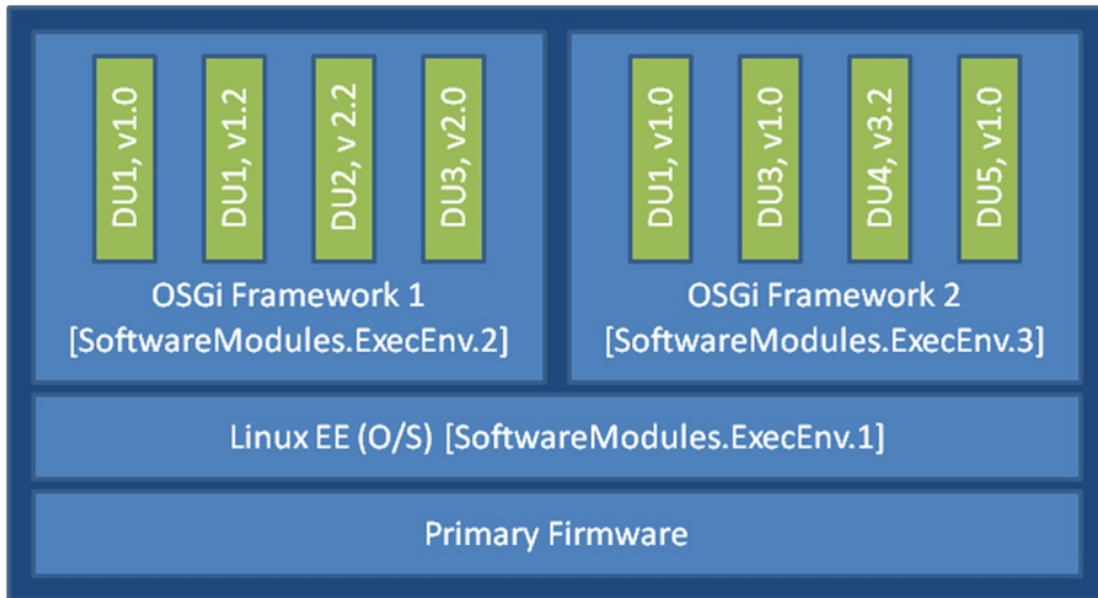 DU1, v1.0
DU1, v1.2
DU2, v 2.2
DU3, v2.0
OSGi Framework 1
[SoftwareModules.ExecEnv.2]
DU1, v1.0
DU3, v1.0
DU4, v3.2
DU5, v1.0
OSGi Framework 2
[SoftwareModules.ExecEnv.3]
Linux EE (O/S) [SoftwareModules.ExecEnv.1]
Primary Firmware